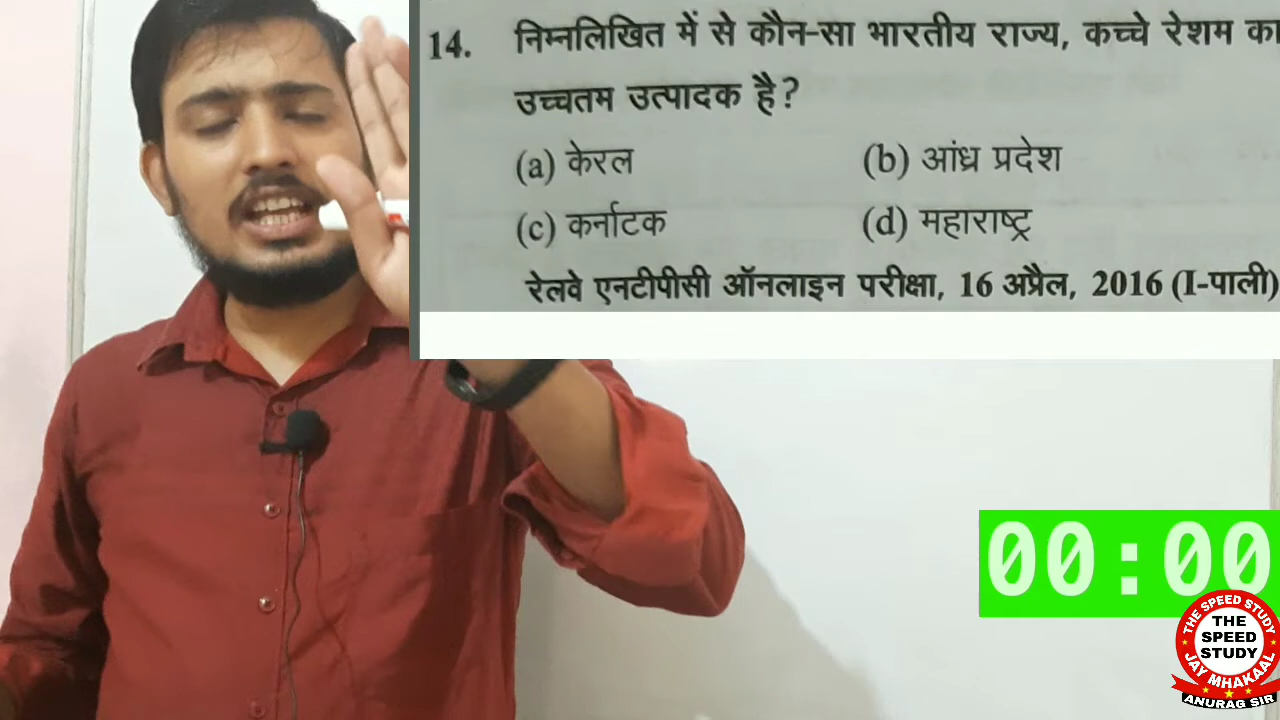 14. निम्नलिखित में से कौन-सा भारतीय राज्य, कच्चे रेशम का
उच्चतम उत्पादक है?
(a) केरल (b) आंध्र प्रदेश
(c) कर्नाटक (d) महाराष्ट्र
रेलवे एनटीपीसी ऑनलाइन परीक्षा, 16 अप्रैल, 2016 (I-पाली)
00:00
THE SPEED STUDY
THE
SPEED
STUDY
JAY MHAKAAL
ANURAG SIR